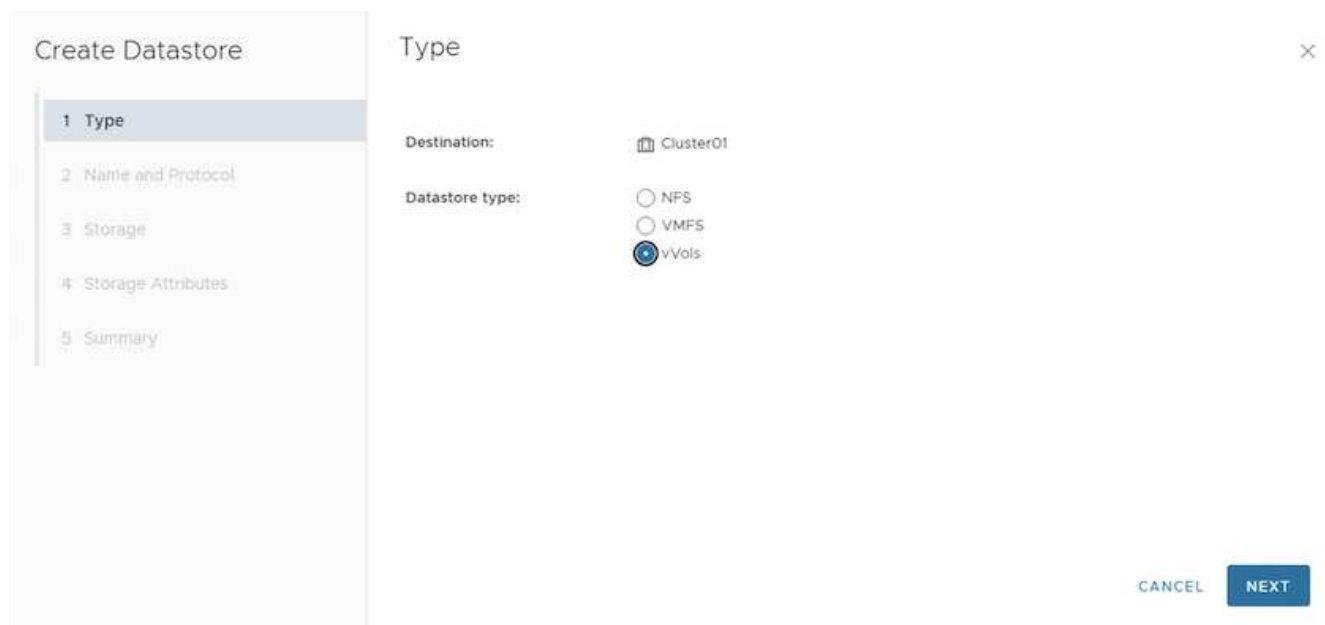 Create Datastore
1 Type
2 Name and Protocol
3 Storage
4 Storage Attributes
5 Summary
Type
Destination: Cluster01
Datastore type: NFS
VMFS
vVols
CANCEL NEXT